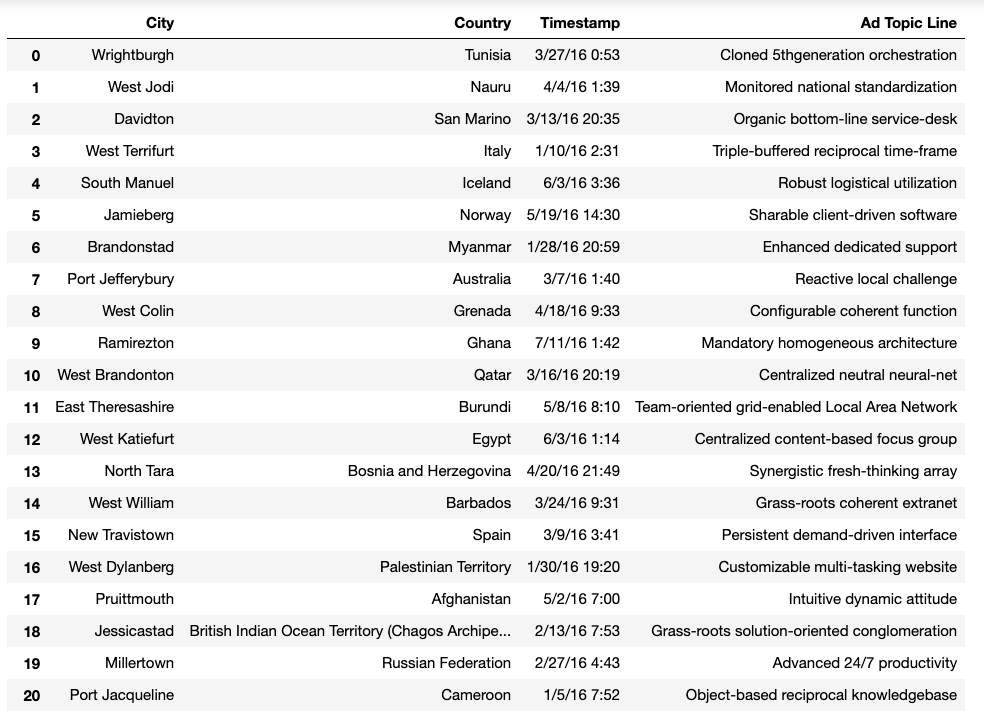 City Country Timestamp Ad Topic Line
0 Wrightburgh Tunisia 3/27/16 0:53 Cloned 5thgeneration orchestration
1 West Jodi Nauru 4/4/16 1:39 Monitored national standardization
2 Davidton San Marino 3/13/16 20:35 Organic bottom-line service-desk
3 West Terrifurt Italy 1/10/16 2:31 Triple-buffered reciprocal time-frame
4 South Manuel Iceland 6/3/16 3:36 Robust logistical utilization
5 Jamieberg Norway 5/19/16 14:30 Sharable client-driven software
6 Brandonstad Myanmar 1/28/16 20:59 Enhanced dedicated support
7 Port Jefferybury Australia 3/7/16 1:40 Reactive local challenge
8 West Colin Grenada 4/18/16 9:33 Configurable coherent function
9 Ramirezton Ghana 7/11/16 1:42 Mandatory homogeneous architecture
10 West Brandonton Qatar 3/16/16 20:19 Centralized neutral neural-net
11 East Theresashire Burundi 5/8/16 8:10 Team-oriented grid-enabled Local Area Network
12 West Katiefurt Egypt 6/3/16 1:14 Centralized content-based focus group
13 North Tara Bosnia and Herzegovina 4/20/16 21:49 Synergistic fresh-thinking array
14 West William Barbados 3/24/16 9:31 Grass-roots coherent extranet
15 New Travistown Spain 3/9/16 3:41 Persistent demand-driven interface
16 West Dylanberg Palestinian Territory 1/30/16 19:20 Customizable multi-tasking website
17 Pruittmouth Afghanistan 5/2/16 7:00 Intuitive dynamic attitude
18 Jessicastad British Indian Ocean Territory (Chagos Archipe... 2/13/16 7:53 Grass-roots solution-oriented conglomeration
19 Millertown Russian Federation 2/27/16 4:43 Advanced 24/7 productivity
20 Port Jacqueline Cameroon 1/5/16 7:52 Object-based reciprocal knowledgebase